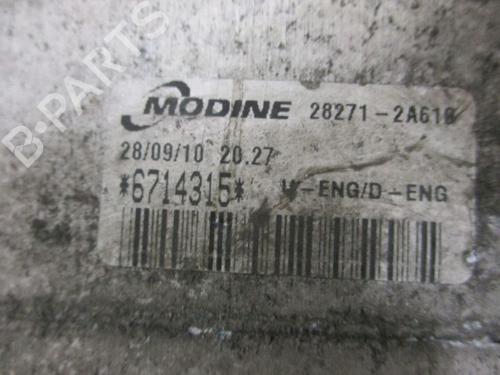 MODINE 28271-2A610
28/09/10 20.27
*6714315* U-ENG/D-ENG
B-PARTS